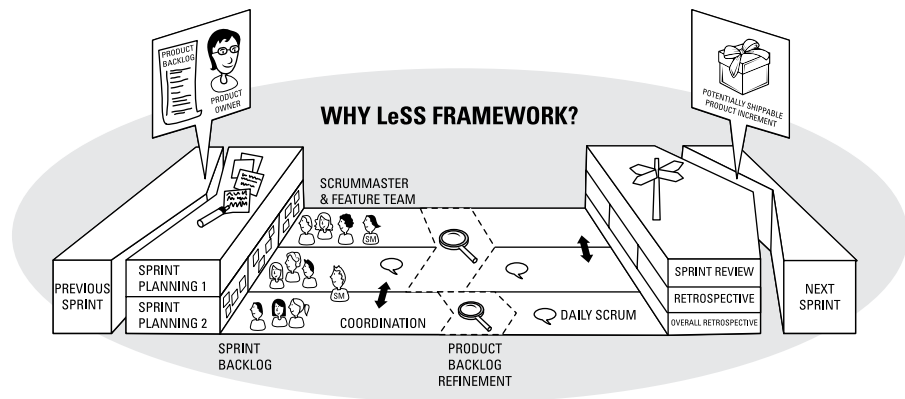 PRODUCT
BACKLOG
PRODUCT
OWNER
POTENTIALLY SHIPPABLE
PRODUCT INCREMENT
WHY LeSS FRAMEWORK?
SCRUMMASTER
& FEATURE TEAM
SM
SM
PREVIOUS
SPRINT
SPRINT
PLANNING 1
SPRINT
PLANNING 2
SPRINT
BACKLOG
COORDINATION
PRODUCT
BACKLOG
REFINEMENT
DAILY SCRUM
SPRINT REVIEW
RETROSPECTIVE
OVERALL RETROSPECTIVE
NEXT
SPRINT